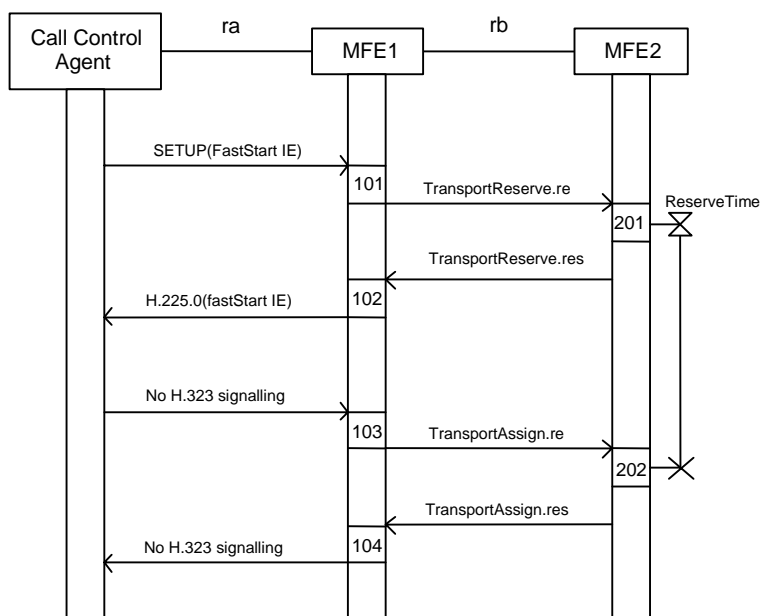 Call Control
Agent
ra
MFE1
rb
MFE2
SETUP(FastStart IE)
101
TransportReserve.re
201
ReserveTime
TransportReserve.res
H.225.0(fastStart IE)
102
No H.323 signalling
103
TransportAssign.re
202
TransportAssign.res
No H.323 signalling
104